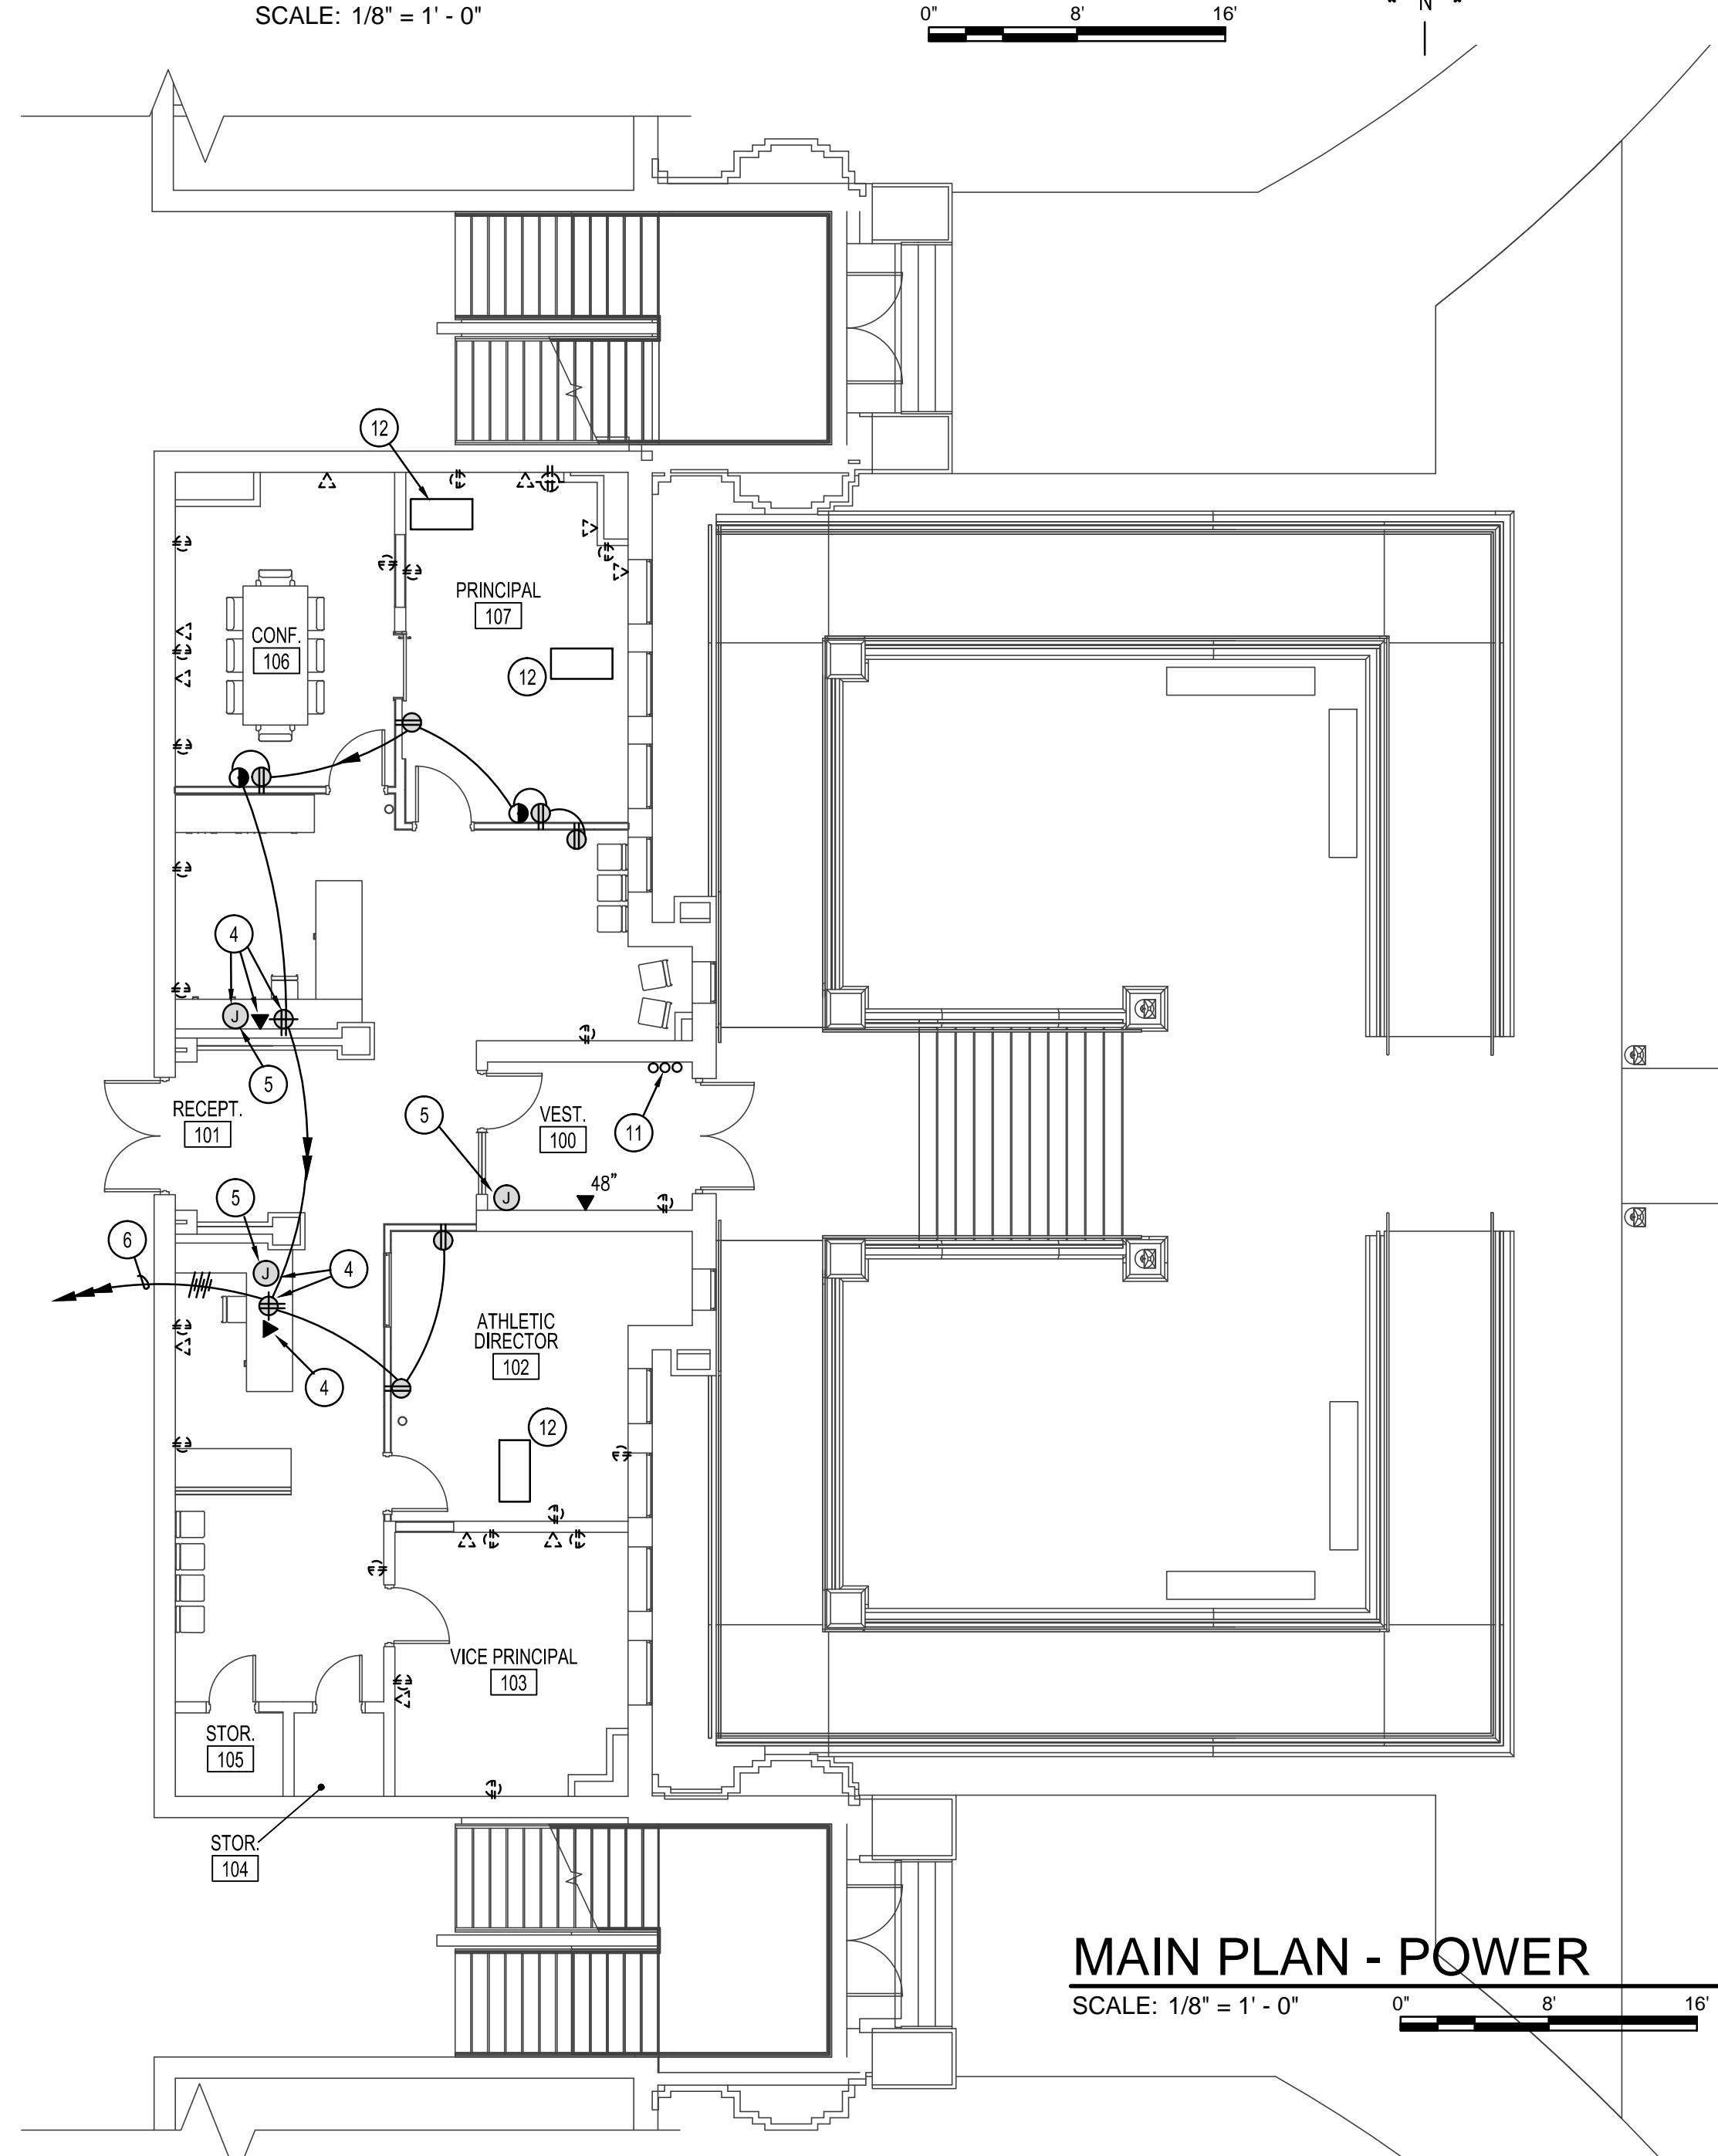 SCALE: 1/8" = 1' - 0"
0" 8' 16'
N
12
PRINCIPAL
107
CONF.
106
12
4
J
5
RECEPT.
101
5
VEST.
100
11
48"
J
5
6
J
4
ATHLETIC
DIRECTOR
102
4
12
VICE PRINCIPAL
103
STOR.
105
STOR.
104
MAIN PLAN - POWER
SCALE: 1/8" = 1' - 0"
0" 8' 16'